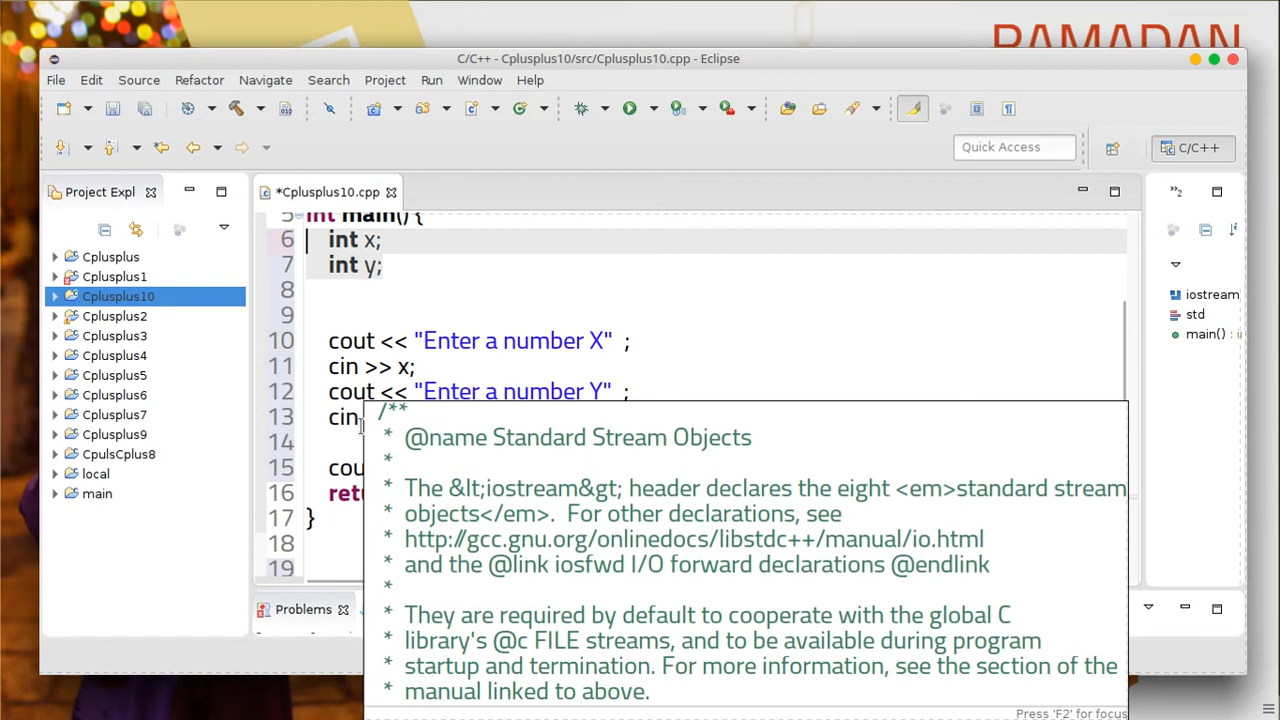 RAMADAN
C/C++ - Cplusplus10/src/Cplusplus10.cpp - Eclipse
File Edit Source Refactor Navigate Search Project Run Window Help
Quick Access
C/C++
Project Expl
*Cplusplus10.cpp
Cplusplus
Cplusplus1
Cplusplus10
Cplusplus2
Cplusplus3
Cplusplus4
Cplusplus5
Cplusplus6
Cplusplus7
Cplusplus9
CpulsCplus8
local
main
5 int main() {
6 int x;
7 int y;
8
9
10 cout << "Enter a number X" ;
11 cin >> x;
12 cout << "Enter a number Y" ;
13 cin
14
15 cou
16 retu
17 }
18
19
/**
* @name Standard Stream Objects
*
* The &lt;iostream&gt; header declares the eight <em>standard stream
* objects</em>. For other declarations, see
* http://gcc.gnu.org/onlinedocs/libstdc++/manual/io.html
* and the @link iosfwd I/O forward declarations @endlink
*
* They are required by default to cooperate with the global C
* library's @c FILE streams, and to be available during program
* startup and termination. For more information, see the section of the
* manual linked to above.
Press 'F2' for focus
iostream
std
main() : i
Problems